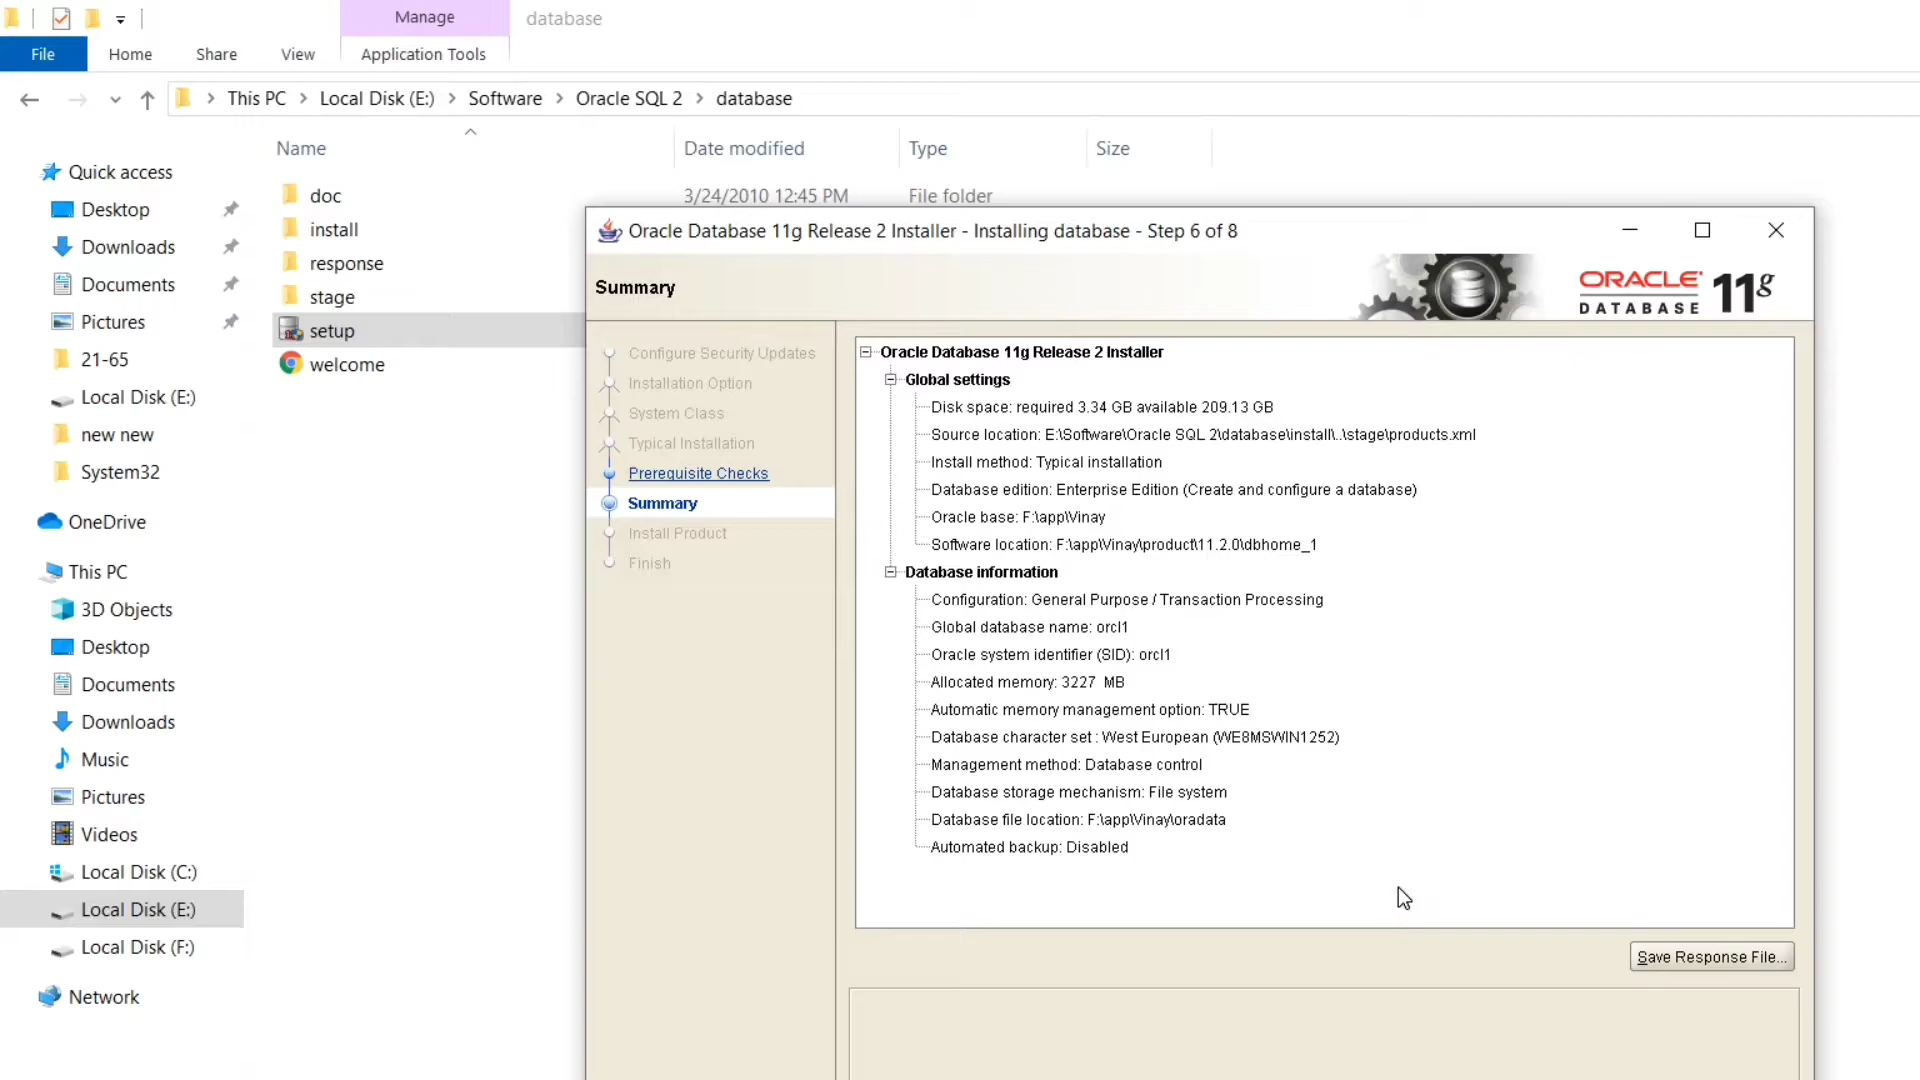 Manage
database
File
Home
Share
View
Application Tools
This PC
Local Disk (E:)
Software
Oracle SQL 2
database
Name
Date modified
Type
Size
Quick access
Desktop
Downloads
Documents
Pictures
21-65
Local Disk (E:)
new new
System32
OneDrive
This PC
3D Objects
Desktop
Documents
Downloads
Music
Pictures
Videos
Local Disk (C:)
Local Disk (E:)
Local Disk (F:)
Network
doc
3/24/2010 12:45 PM
File folder
install
response
stage
setup
welcome
Oracle Database 11g Release 2 Installer - Installing database - Step 6 of 8
Summary
ORACLE
DATABASE
11g
Configure Security Updates
Installation Option
System Class
Typical Installation
Prerequisite Checks
Summary
Install Product
Finish
Oracle Database 11g Release 2 Installer
Global settings
Disk space: required 3.34 GB available 209.13 GB
Source location: E:\Software\Oracle SQL 2\database\install\..\stage\products.xml
Install method: Typical installation
Database edition: Enterprise Edition (Create and configure a database)
Oracle base: F:\app\Vinay
Software location: F:\app\Vinay\product\11.2.0\dbhome_1
Database information
Configuration: General Purpose / Transaction Processing
Global database name: orcl1
Oracle system identifier (SID): orcl1
Allocated memory: 3227 MB
Automatic memory management option: TRUE
Database character set : West European (WE8MSWIN1252)
Management method: Database control
Database storage mechanism: File system
Database file location: F:\app\Vinay\oradata
Automated backup: Disabled
Save Response File...